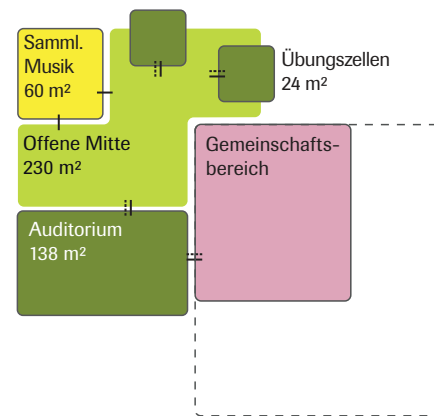 Samml.
Musik
60 m²
Übungszellen
24 m²
Offene Mitte
230 m²
Gemeinschafts-
bereich
Auditorium
138 m²